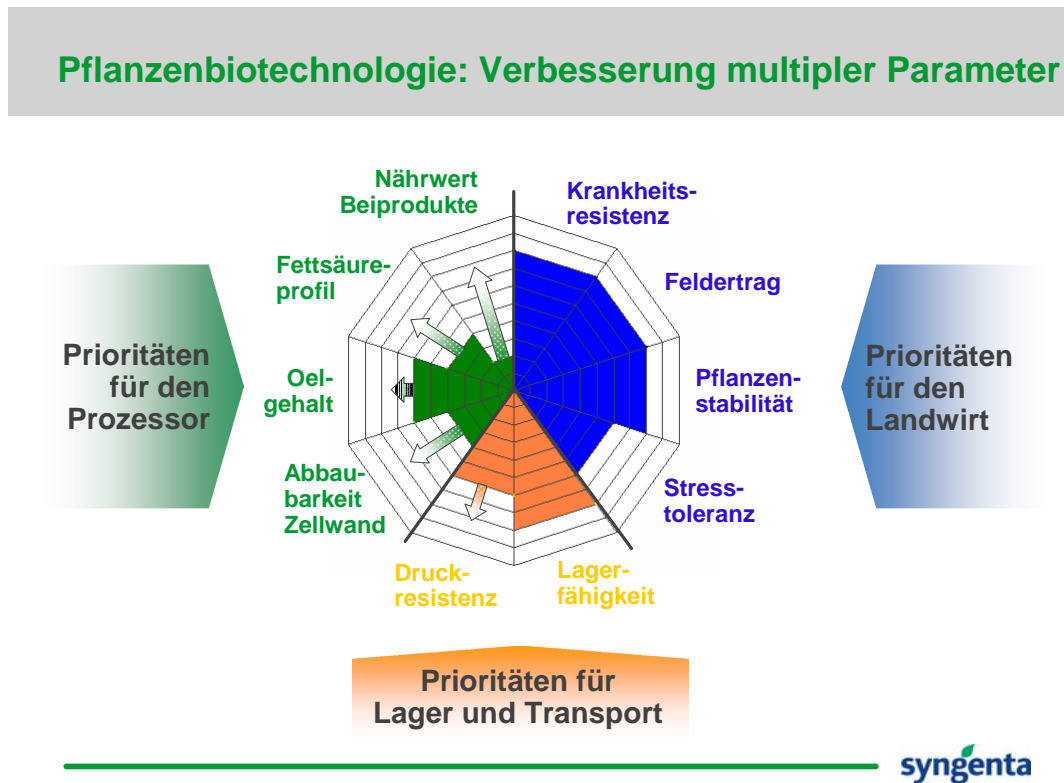 Pflanzenbiotechnologie: Verbesserung multipler Parameter
Nährwert
Beiprodukte
Krankheits-
resistenz
Fettsäure-
profil
Feldertrag
Prioritäten
für den
Prozessor
Oel-
gehalt
Pflanzen-
stabilität
Prioritäten
für den
Landwirt
Abbau-
barkeit
Zellwand
Stress-
toleranz
Druck-
resistenz
Lager-
fähigkeit
Prioritäten für
Lager und Transport
syngenta